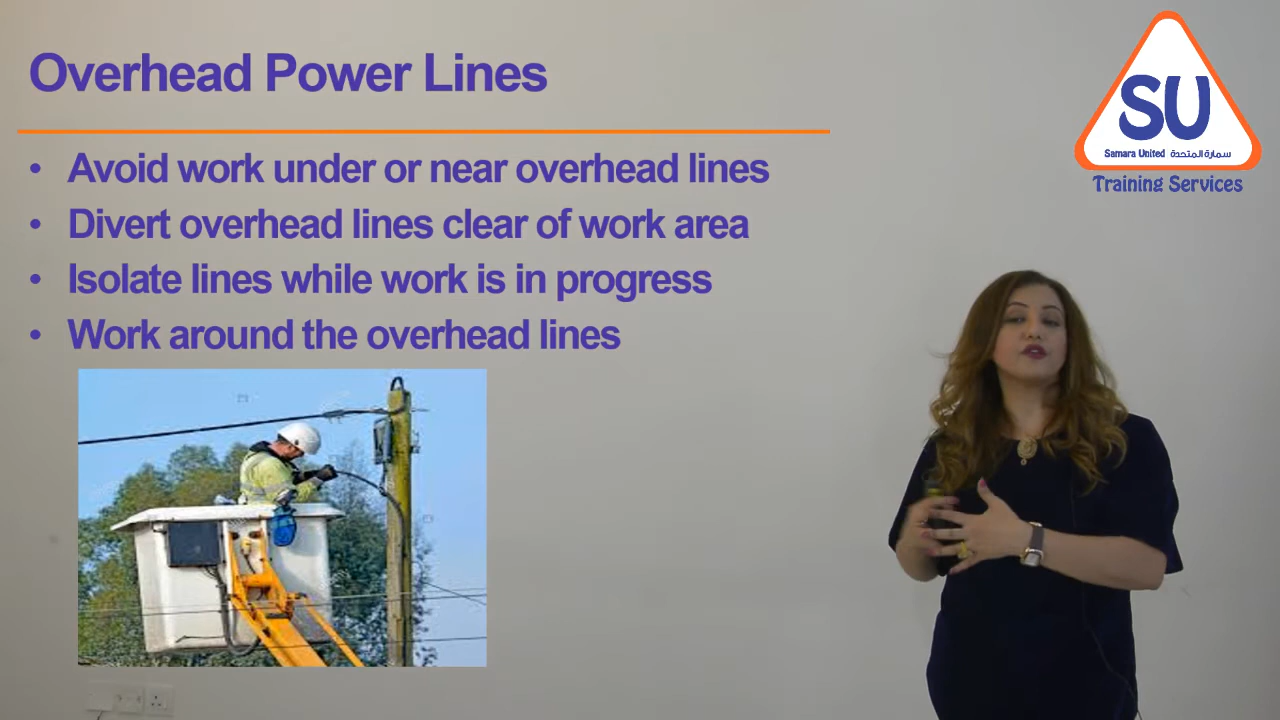 Overhead Power Lines
• Avoid work under or near overhead lines
• Divert overhead lines clear of work area
• Isolate lines while work is in progress
• Work around the overhead lines
SU
Samara United سمارة المتحدة
Training Services